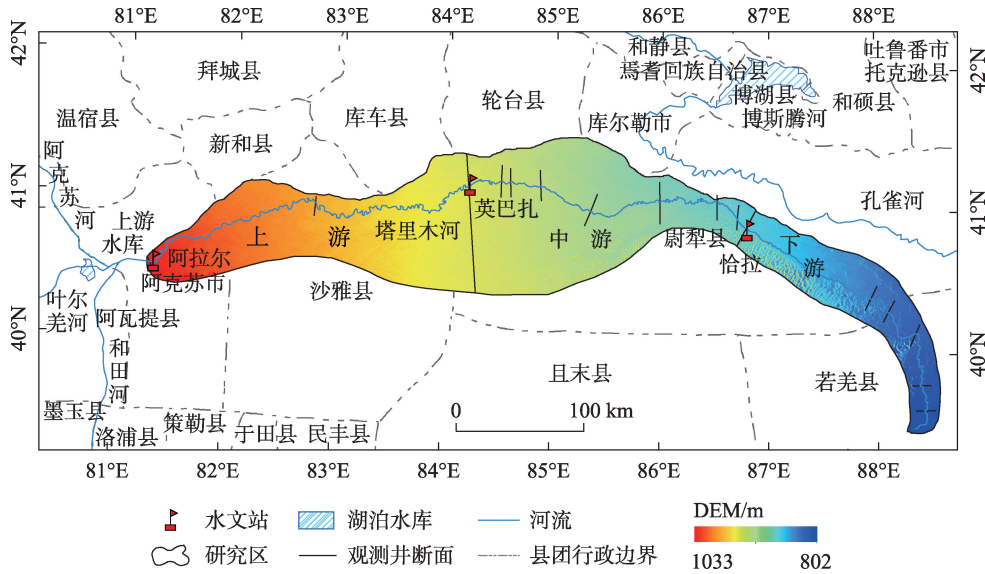 81°E 82°E 83°E 84°E 85°E 86°E 87°E 88°E
42°N
42°N
41°N
41°N
40°N
40°N
拜城县
温宿县
新和县
库车县
轮台县
和静县
焉耆回族自治县
博湖县
博斯腾河
吐鲁番市
托克逊县
和硕县
库尔勒市
孔雀河
阿克苏河
上游
水库
阿拉尔
阿克苏市
上游
塔里木河
英巴扎
中游
尉犁县
恰拉
下游
沙雅县
叶尔
羌河
阿瓦提县
和田河
墨玉县
洛浦县
策勒县
于田县
民丰县
且末县
若羌县
0 100 km
81°E 82°E 83°E 84°E 85°E 86°E 87°E 88°E
水文站
湖泊水库
河流
研究区
观测井断面
县团行政边界
DEM/m
1033 802